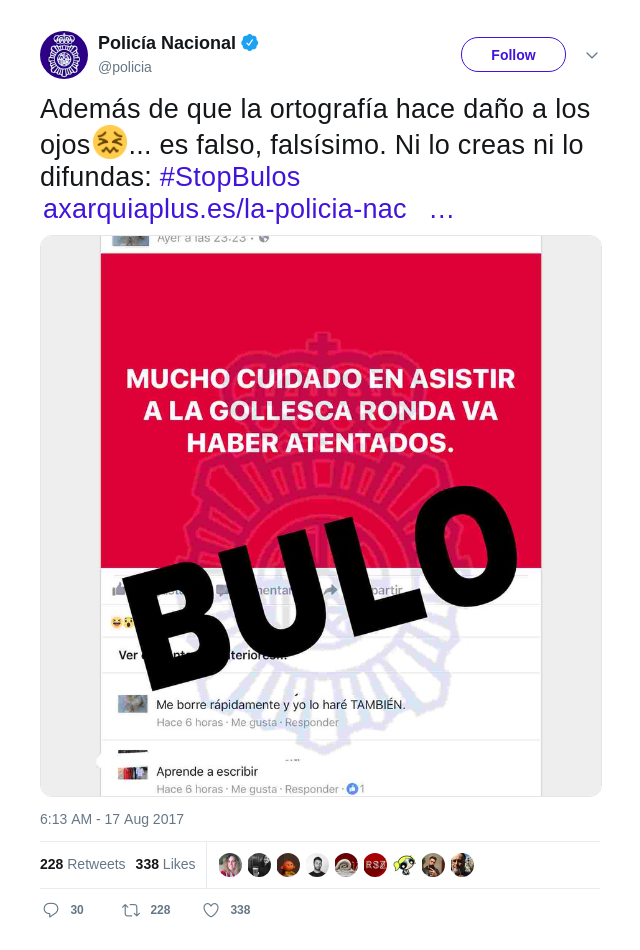 Policía Nacional
@policia
Follow
Además de que la ortografía hace daño a los
ojos😖... es falso, falsísimo. Ni lo creas ni lo
difundas: #StopBulos
axarquiaplus.es/la-policia-nac …
Ayer a las 23:23 ·
MUCHO CUIDADO EN ASISTIR
A LA GOLLESCA RONDA VA
HABER ATENTADOS.
BULO
Ver
Me borre rápidamente y yo lo haré TAMBIÉN.
Hace 6 horas · Me gusta · Responder
Aprende a escribir
Hace 6 horas · Me gusta · Responder · 1
6:13 AM - 17 Aug 2017
228 Retweets 338 Likes
30 228 338